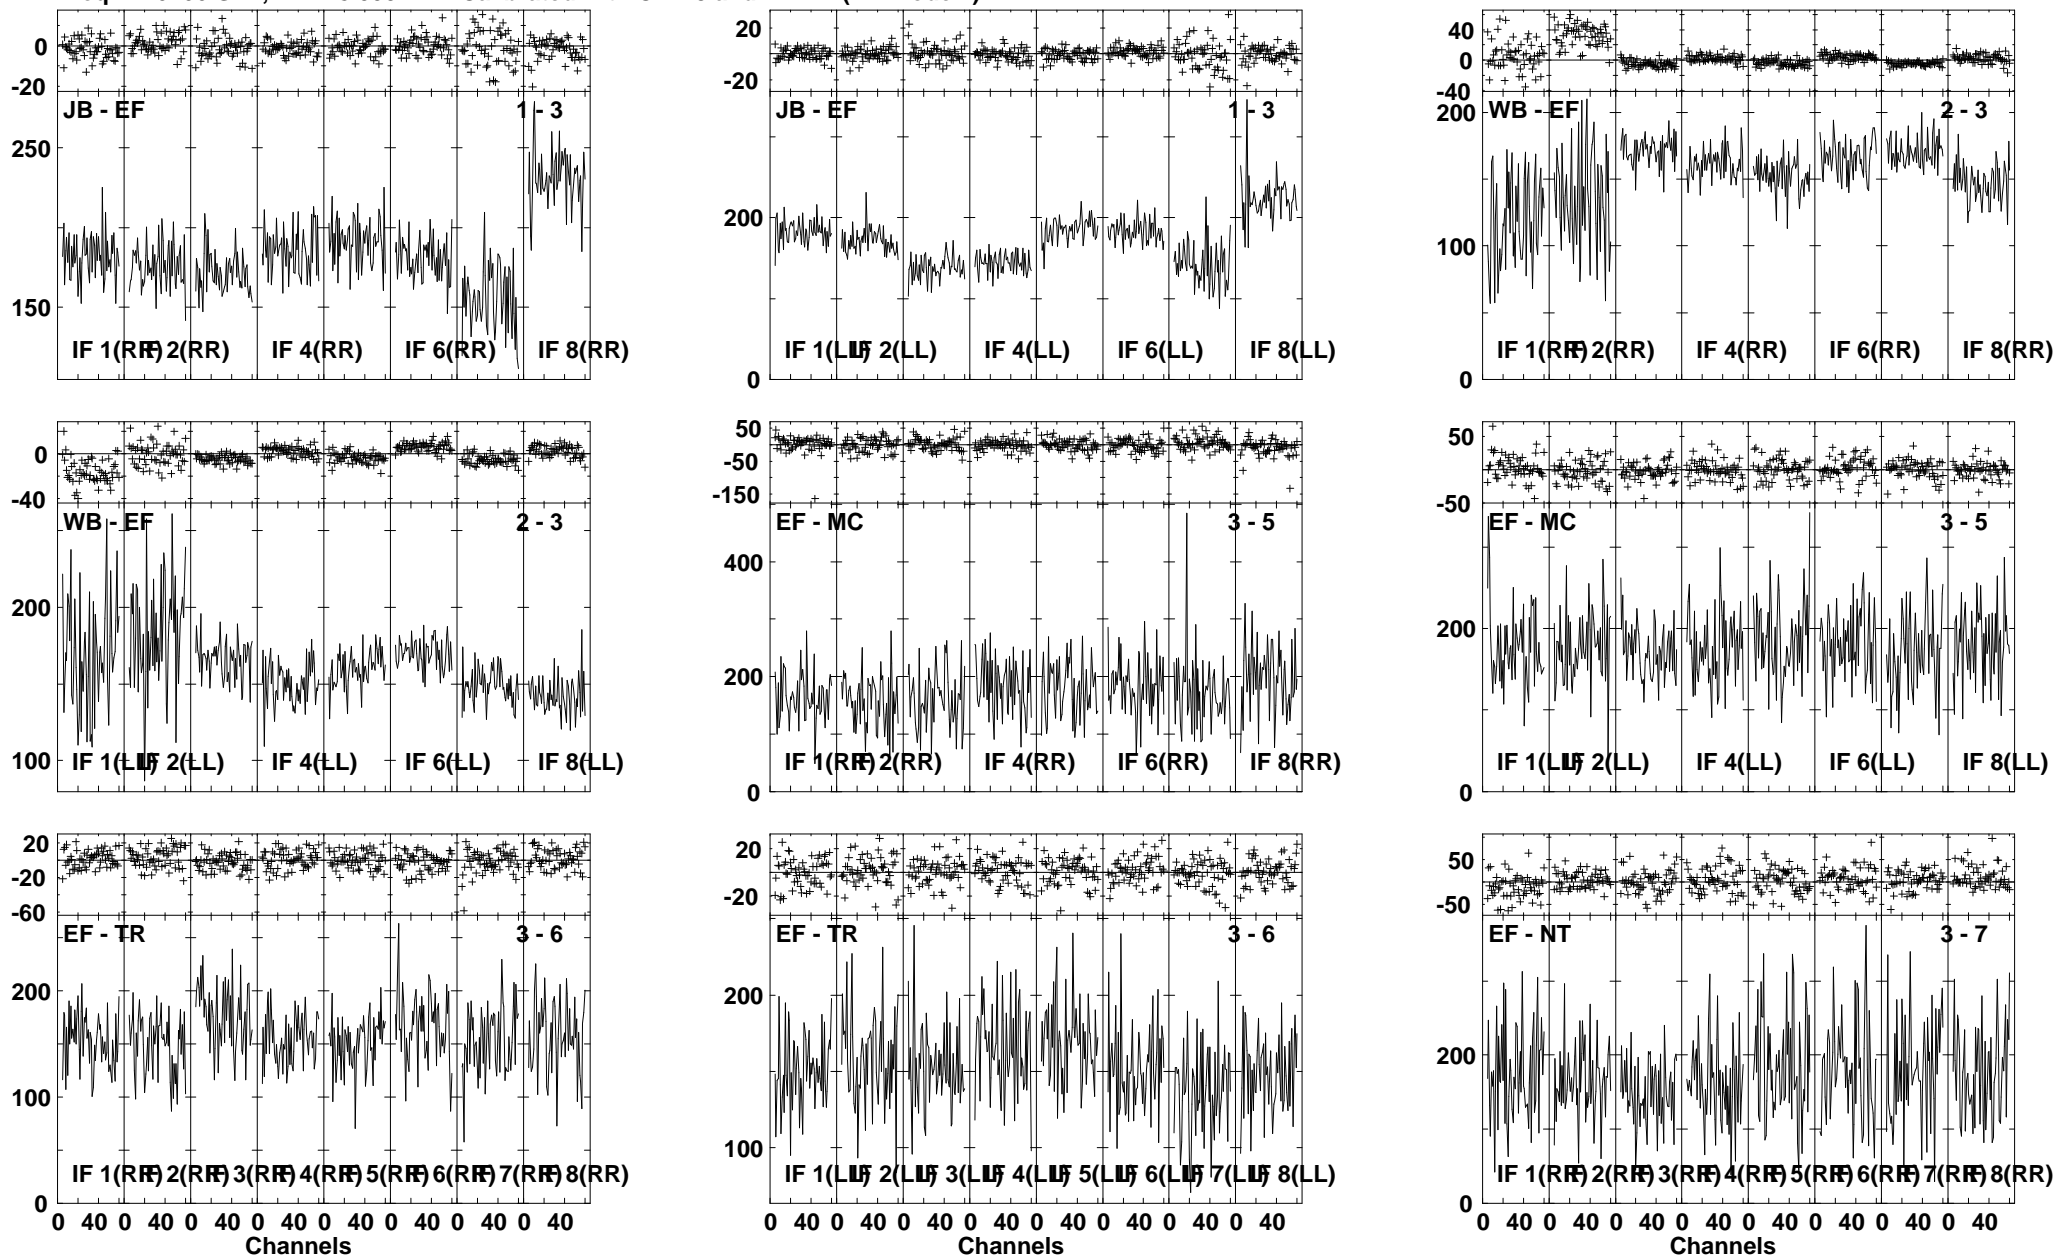 0
-20
JB - EF 1 - 3
250
150
IF 1(RR) IF 2(RR) IF 4(RR) IF 6(RR) IF 8(RR)
20
0
-20
JB - EF 1 - 3
200
0
IF 1(LL) IF 2(LL) IF 4(LL) IF 6(LL) IF 8(LL)
40
0
-40
WB - EF 2 - 3
200
100
0
IF 1(RR) IF 2(RR) IF 4(RR) IF 6(RR) IF 8(RR)
0
-40
WB - EF 2 - 3
200
100
IF 1(LL) IF 2(LL) IF 4(LL) IF 6(LL) IF 8(LL)
50
-50
-150
EF - MC 3 - 5
400
200
0
IF 1(RR) IF 2(RR) IF 4(RR) IF 6(RR) IF 8(RR)
50
-50
EF - MC 3 - 5
200
0
IF 1(LL) IF 2(LL) IF 4(LL) IF 6(LL) IF 8(LL)
20
-20
-60
EF - TR 3 - 6
200
100
0
IF 1(RR) IF 2(RR) IF 3(RR) IF 4(RR) IF 5(RR) IF 6(RR) IF 7(RR) IF 8(RR)
0 40 0 40 0 40 0 40 0 40 0 40 0 40 0 40
Channels
20
-20
EF - TR 3 - 6
200
100
IF 1(LL) IF 2(LL) IF 3(LL) IF 4(LL) IF 5(LL) IF 6(LL) IF 7(LL) IF 8(LL)
0 40 0 40 0 40 0 40 0 40 0 40 0 40 0 40
Channels
50
-50
EF - NT 3 - 7
200
0
IF 1(RR) IF 2(RR) IF 3(RR) IF 4(RR) IF 5(RR) IF 6(RR) IF 7(RR) IF 8(RR)
0 40 0 40 0 40 0 40 0 40 0 40 0 40 0 40
Channels